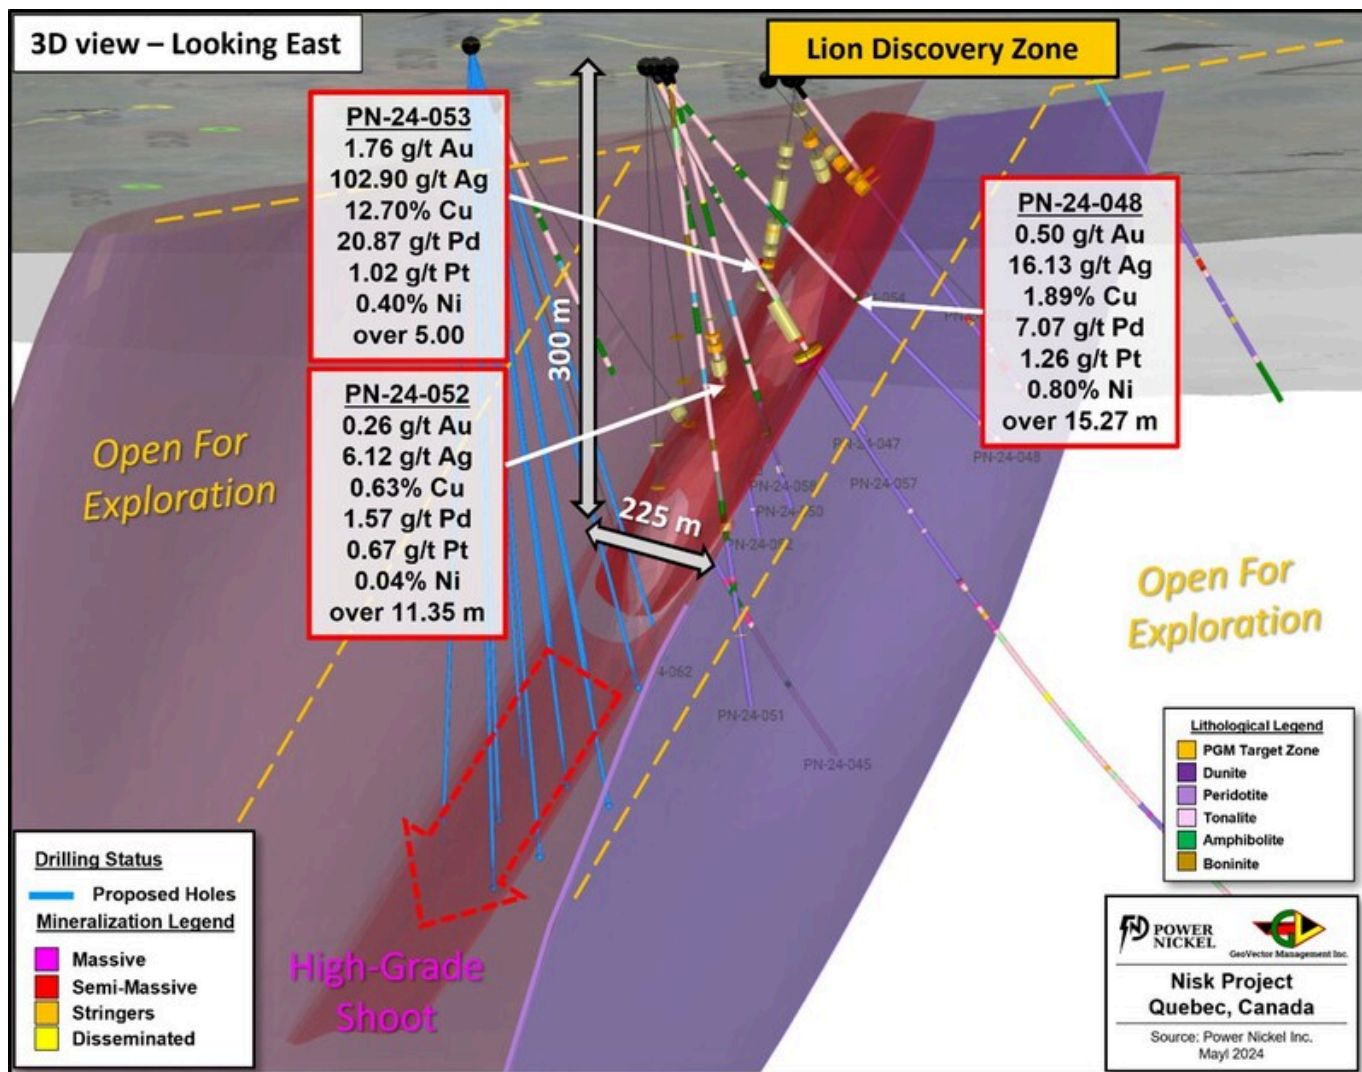 3D view – Looking East
Lion Discovery Zone
PN-24-053
1.76 g/t Au
102.90 g/t Ag
12.70% Cu
20.87 g/t Pd
1.02 g/t Pt
0.40% Ni
over 5.00
PN-24-052
0.26 g/t Au
6.12 g/t Ag
0.63% Cu
1.57 g/t Pd
0.67 g/t Pt
0.04% Ni
over 11.35 m
PN-24-048
0.50 g/t Au
16.13 g/t Ag
1.89% Cu
7.07 g/t Pd
1.26 g/t Pt
0.80% Ni
over 15.27 m
300 m
225 m
Open For
Exploration
Open For
Exploration
PN-24-047
PN-24-048
PN-24-057
PN-24-058
4-062
PN-24-051
PN-24-045
High-Grade
Shoot
Drilling Status
Proposed Holes
Mineralization Legend
Massive
Semi-Massive
Stringers
Disseminated
Lithological Legend
PGM Target Zone
Dunite
Peridotite
Tonalite
Amphibolite
Boninite
POWER
NICKEL
GeoVector Management Inc.
Nisk Project
Quebec, Canada
Source: Power Nickel Inc.
Mayl 2024